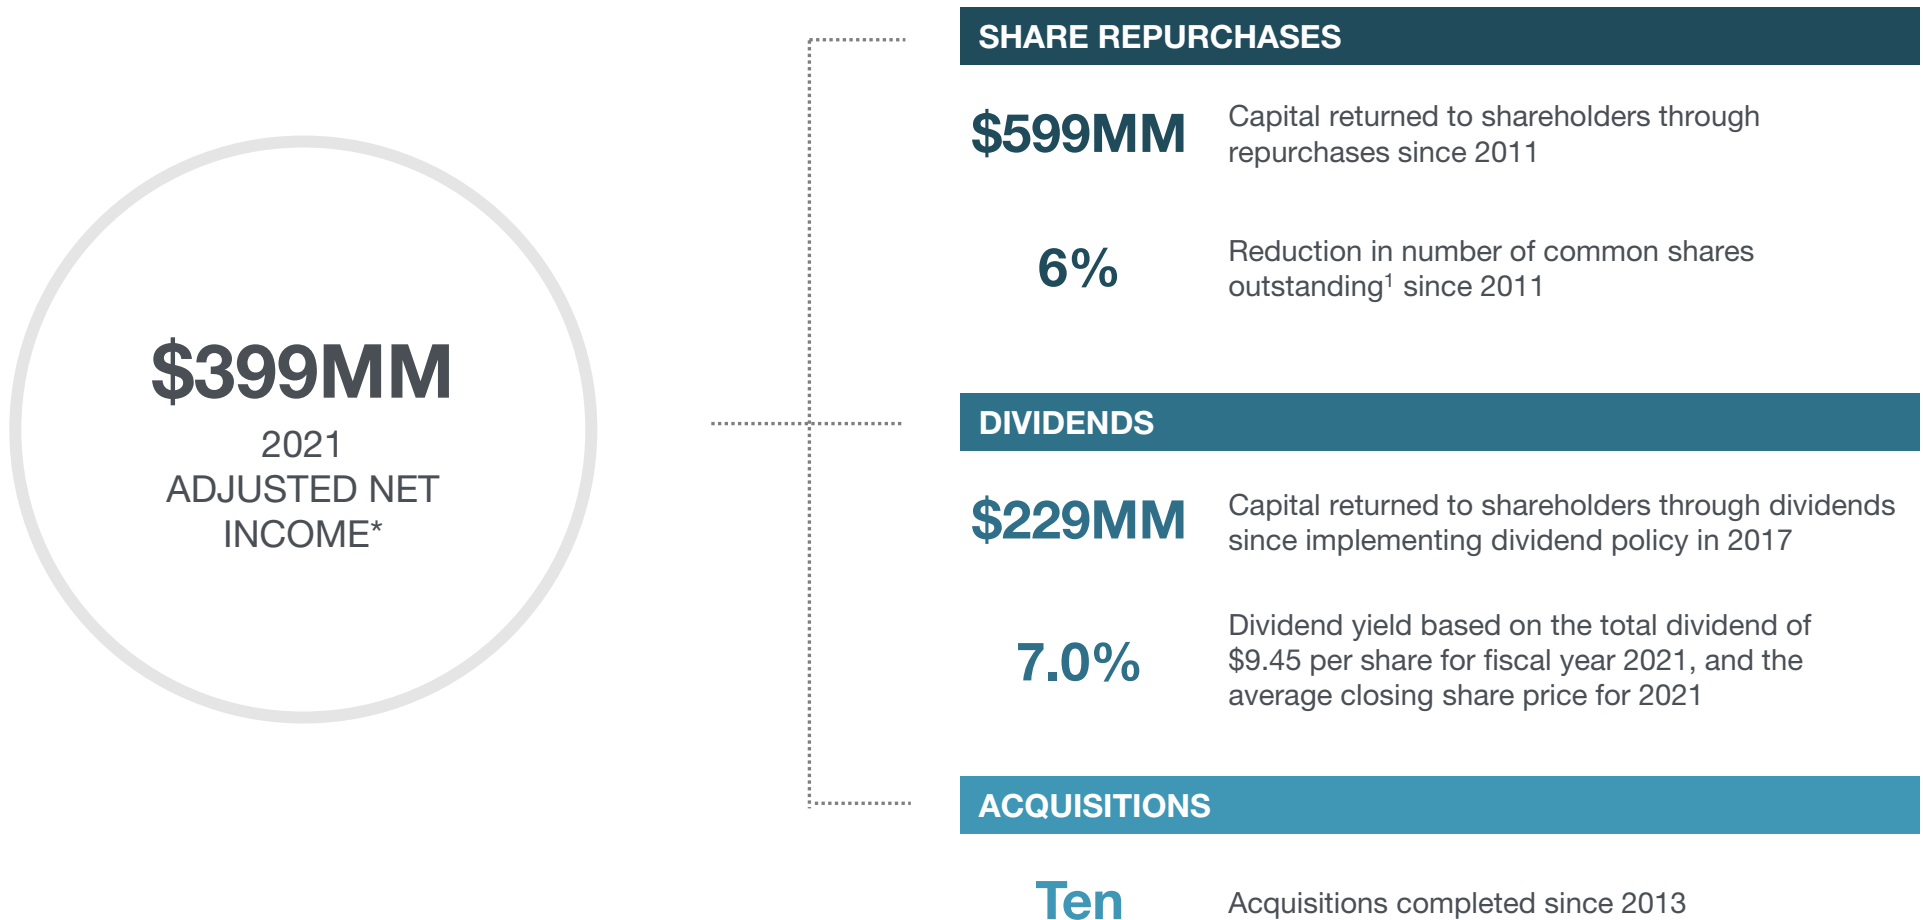 $399MM
2021
ADJUSTED NET
INCOME*
SHARE REPURCHASES
$599MM
Capital returned to shareholders through
repurchases since 2011
6%
Reduction in number of common shares
outstanding¹ since 2011
DIVIDENDS
$229MM
Capital returned to shareholders through dividends
since implementing dividend policy in 2017
7.0%
Dividend yield based on the total dividend of
$9.45 per share for fiscal year 2021, and the
average closing share price for 2021
ACQUISITIONS
Ten
Acquisitions completed since 2013